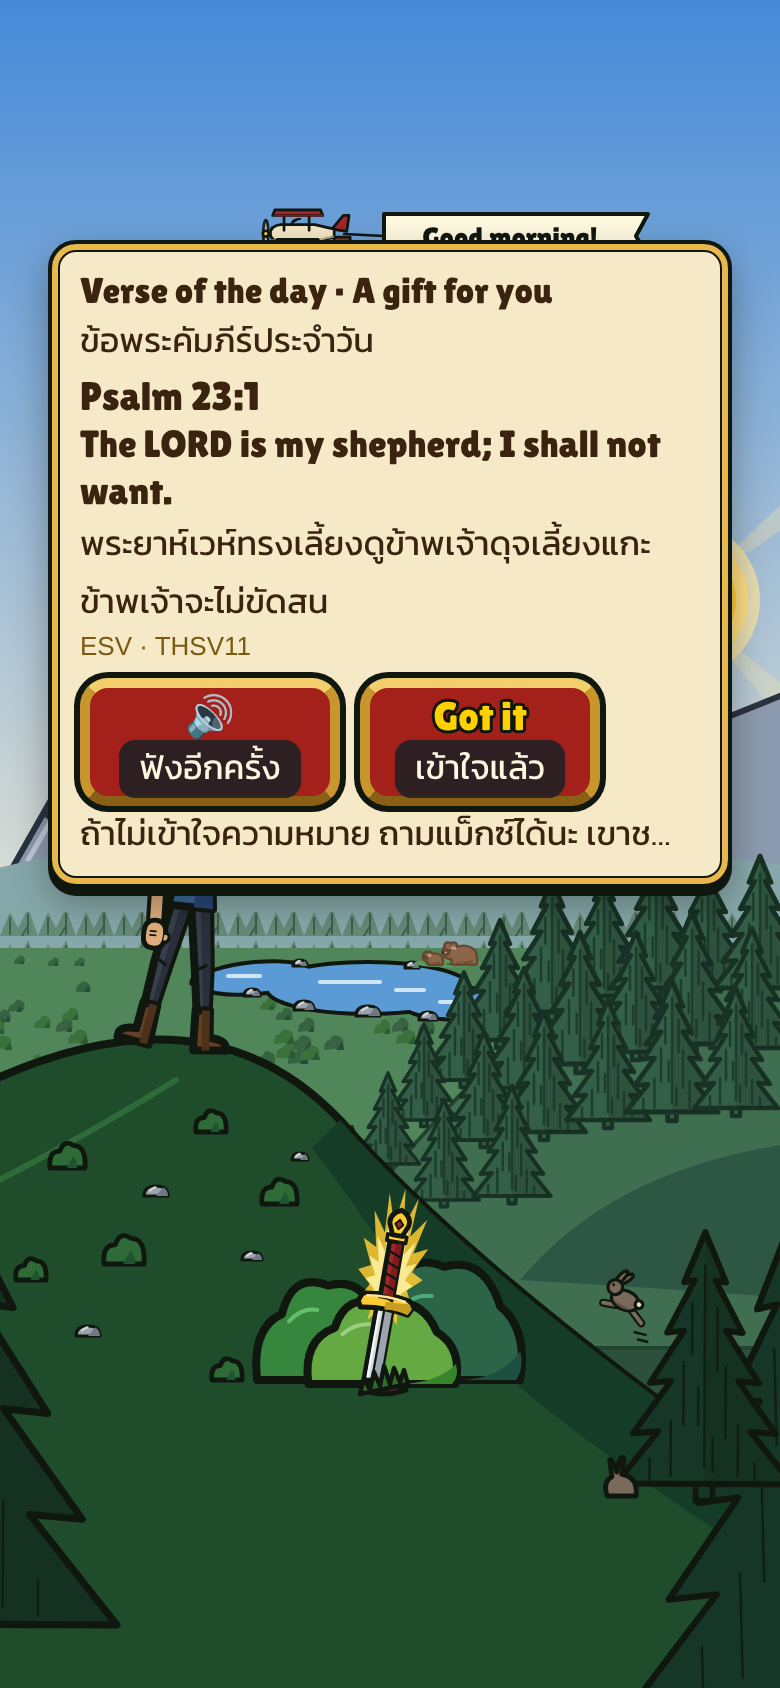 Good morning!
Verse of the day · A gift for you
ข้อพระคัมภีร์ประจำวัน
Psalm 23:1
The LORD is my shepherd; I shall not
want.
พระยาห์เวห์ทรงเลี้ยงดูข้าพเจ้าดุจเลี้ยงแกะ
ข้าพเจ้าจะไม่ขัดสน
ESV · THSV11
ฟังอีกครั้ง
Got it
เข้าใจแล้ว
ถ้าไม่เข้าใจความหมาย ถามแม็กซ์ได้นะ เขาช...